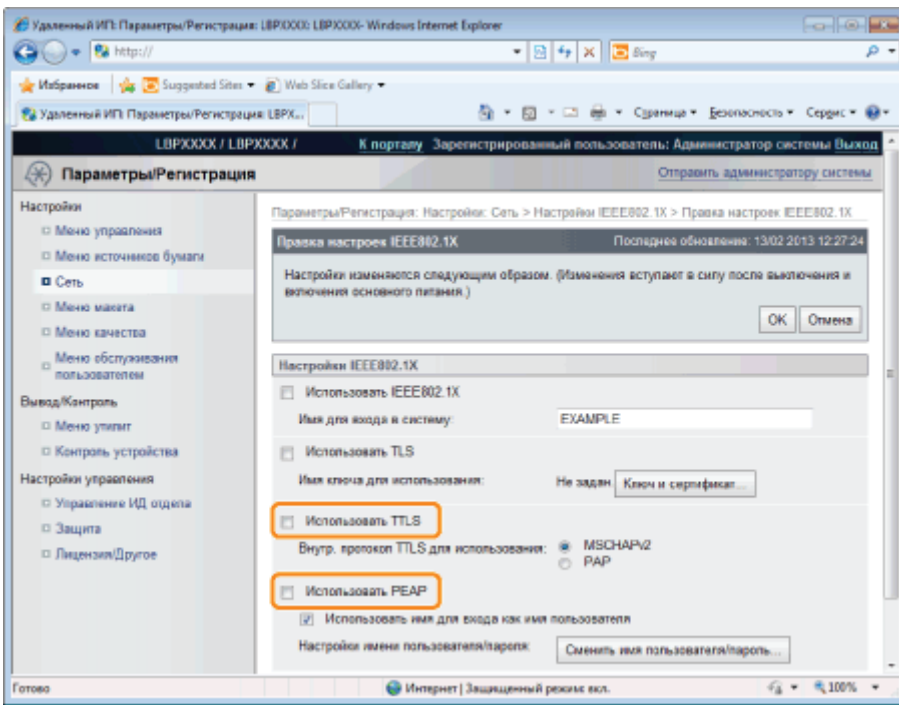 Удаленный ИП: Параметры/Регистрация: LBPXXXX: LBPXXXX- Windows Internet Explorer
http://
Bing
Избранное Suggested Sites Web Slice Gallery
Удаленный ИП: Параметры/Регистрация: LBPX... Страница Безопасность Сервис
LBPXXXX / LBPXXXX / К порталу Зарегистрированный пользователь: Администратор системы Выход
Параметры/Регистрация Отправить администратору системы
Настройки
Меню управления
Меню источников бумаги
Сеть
Меню макета
Меню качества
Меню обслуживания
пользователем
Вывод/Контроль
Меню утилит
Контроль устройства
Настройки управления
Управление ИД отдела
Защита
Лицензия/Другое
Параметры/Регистрация: Настройки: Сеть > Настройки IEEE802.1X > Правка настроек IEEE802.1X
Правка настроек IEEE802.1X Последнее обновление: 13/02 2013 12:27:24
Настройки изменяются следующим образом. (Изменения вступают в силу после выключения и
включения основного питания.)
OK Отмена
Настройки IEEE802.1X
Использовать IEEE802.1X
Имя для входа в систему: EXAMPLE
Использовать TLS
Имя ключа для использования: Не задан Ключ и сертификат...
Использовать TTLS
Внутр. протокол TTLS для использования: MSCHAPv2
PAP
Использовать PEAP
Использовать имя для входа как имя пользователя
Настройки имени пользователя/пароля: Сменить имя пользователя/пароль...
Готово Интернет | Защищенный режим: вкл. 100%